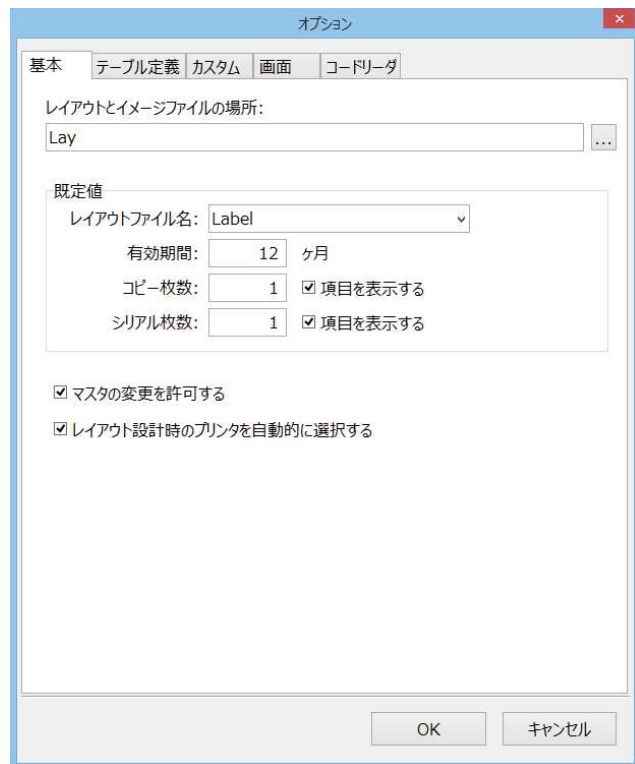 オプション
基本 テーブル定義 カスタム 画面 コードリーダ
レイアウトとイメージファイルの場所:
Lay ...
既定値
レイアウトファイル名: Label
有効期間: 12 ヶ月
コピー枚数: 1 項目を表示する
シリアル枚数: 1 項目を表示する
マスタの変更を許可する
レイアウト設計時のプリンタを自動的に選択する
OK キャンセル